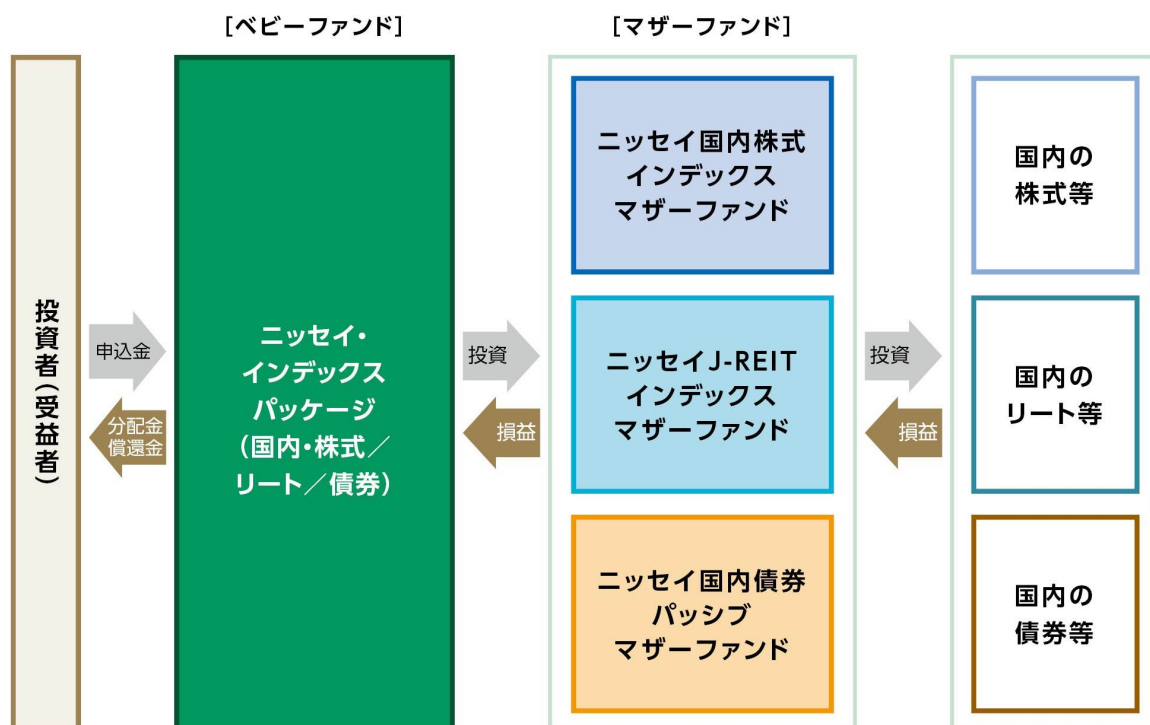 [ベビーファンド]
[マザーファンド]
投資者(受益者)
申込金
分配金
償還金
ニッセイ・
インデックス
パッケージ
(国内・株式／
リート／債券)
投資
損益
ニッセイ国内株式
インデックス
マザーファンド
ニッセイJ-REIT
インデックス
マザーファンド
ニッセイ国内債券
パッシブ
マザーファンド
投資
損益
国内の
株式等
国内の
リート等
国内の
債券等